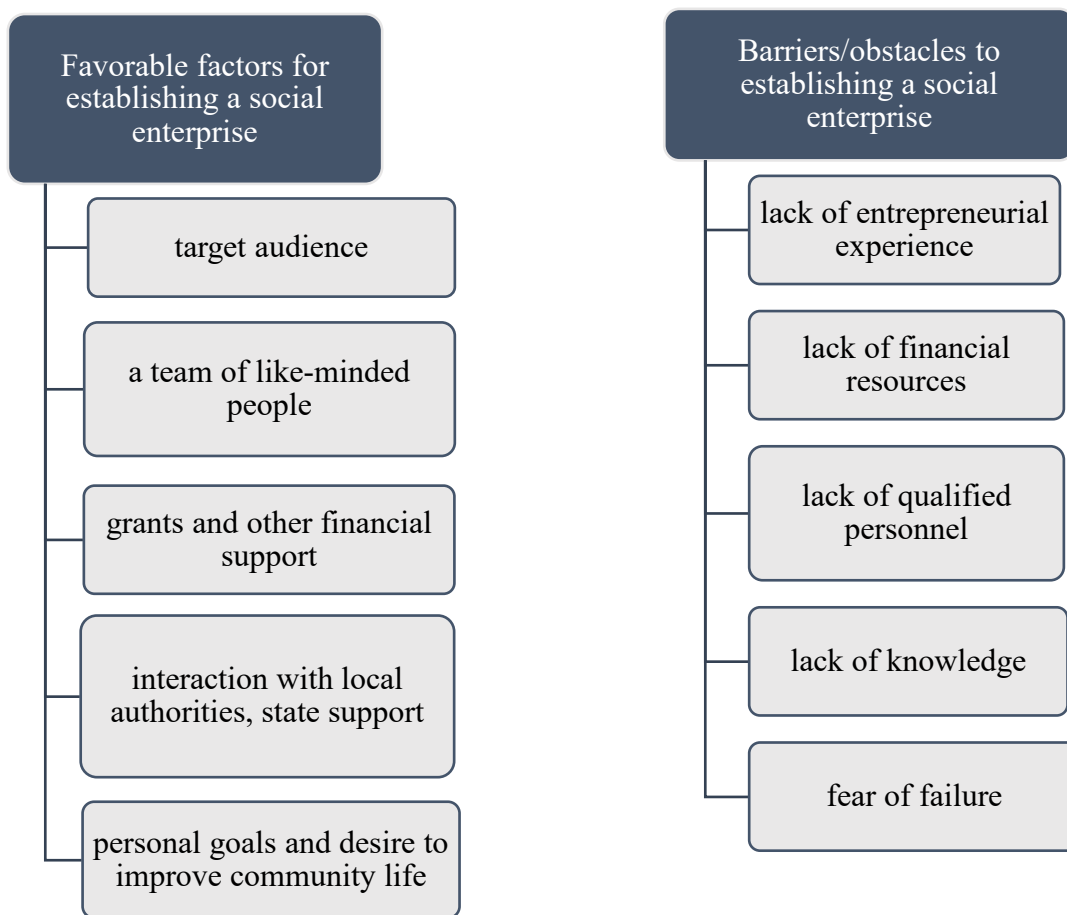 Favorable factors for
establishing a social
enterprise
target audience
a team of like-minded
people
grants and other financial
support
interaction with local
authorities, state support
personal goals and desire to
improve community life
Barriers/obstacles to
establishing a social
enterprise
lack of entrepreneurial
experience
lack of financial
resources
lack of qualified
personnel
lack of knowledge
fear of failure